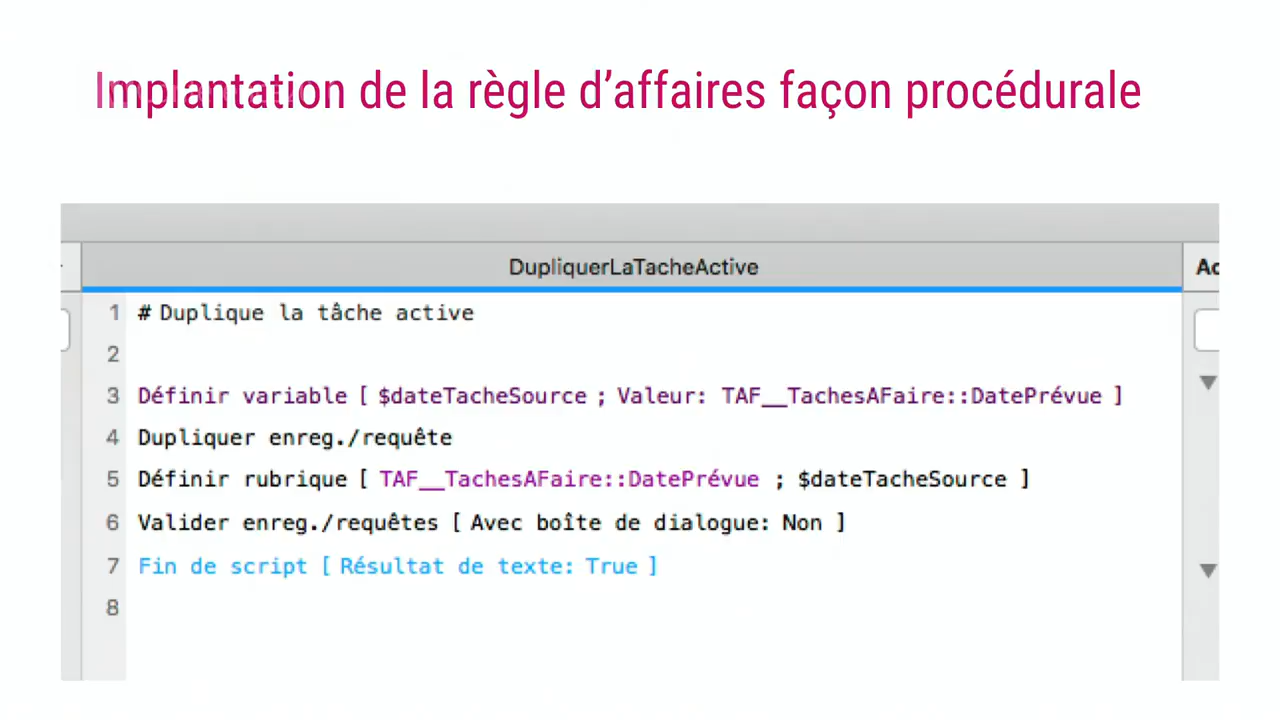 Implantation de la règle d’affaires façon procédurale
DupliquerLaTacheActive
1 # Duplique la tâche active
2
3 Définir variable [ $dateTacheSource ; Valeur: TAF__TachesAFaire::DatePrévue ]
4 Dupliquer enreg./requête
5 Définir rubrique [ TAF__TachesAFaire::DatePrévue ; $dateTacheSource ]
6 Valider enreg./requêtes [ Avec boîte de dialogue: Non ]
7 Fin de script [ Résultat de texte: True ]
8